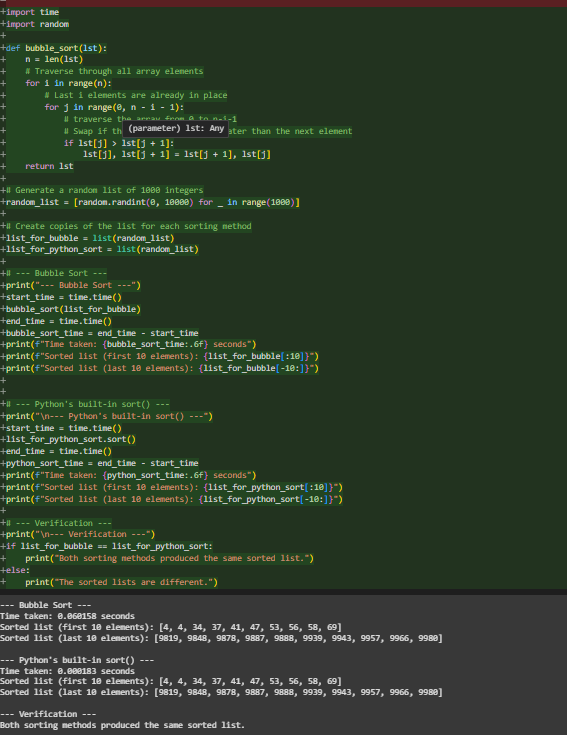 +import time
+import random
+
+def bubble_sort(lst):
+    n = len(lst)
+    # Traverse through all array elements
+    for i in range(n):
+        # Last i elements are already in place
+        for j in range(0, n - i - 1):
+            # traverse the array from 0 to n-i-1
(parameter) lst: Any
+            # Swap if th ater than the next element
+            if lst[j] > lst[j + 1]:
+                lst[j], lst[j + 1] = lst[j + 1], lst[j]
+    return lst
+
+# Generate a random list of 1000 integers
+random_list = [random.randint(0, 10000) for _ in range(1000)]
+
+# Create copies of the list for each sorting method
+list_for_bubble = list(random_list)
+list_for_python_sort = list(random_list)
+
+# --- Bubble Sort ---
+print("--- Bubble Sort ---")
+start_time = time.time()
+bubble_sort(list_for_bubble)
+end_time = time.time()
+bubble_sort_time = end_time - start_time
+print(f"Time taken: {bubble_sort_time:.6f} seconds")
+print(f"Sorted list (first 10 elements): {list_for_bubble[:10]}")
+print(f"Sorted list (last 10 elements): {list_for_bubble[-10:]}")
+
+
+# --- Python's built-in sort() ---
+print("\n--- Python's built-in sort() ---")
+start_time = time.time()
+list_for_python_sort.sort()
+end_time = time.time()
+python_sort_time = end_time - start_time
+print(f"Time taken: {python_sort_time:.6f} seconds")
+print(f"Sorted list (first 10 elements): {list_for_python_sort[:10]}")
+print(f"Sorted list (last 10 elements): {list_for_python_sort[-10:]}")
+
+# --- Verification ---
+print("\n--- Verification ---")
+if list_for_bubble == list_for_python_sort:
+    print("Both sorting methods produced the same sorted list.")
+else:
+    print("The sorted lists are different.")
--- Bubble Sort ---
Time taken: 0.060158 seconds
Sorted list (first 10 elements): [4, 4, 34, 37, 41, 47, 53, 56, 58, 69]
Sorted list (last 10 elements): [9819, 9848, 9878, 9887, 9888, 9939, 9943, 9957, 9966, 9980]
--- Python's built-in sort() ---
Time taken: 0.000183 seconds
Sorted list (first 10 elements): [4, 4, 34, 37, 41, 47, 53, 56, 58, 69]
Sorted list (last 10 elements): [9819, 9848, 9878, 9887, 9888, 9939, 9943, 9957, 9966, 9980]
--- Verification ---
Both sorting methods produced the same sorted list.